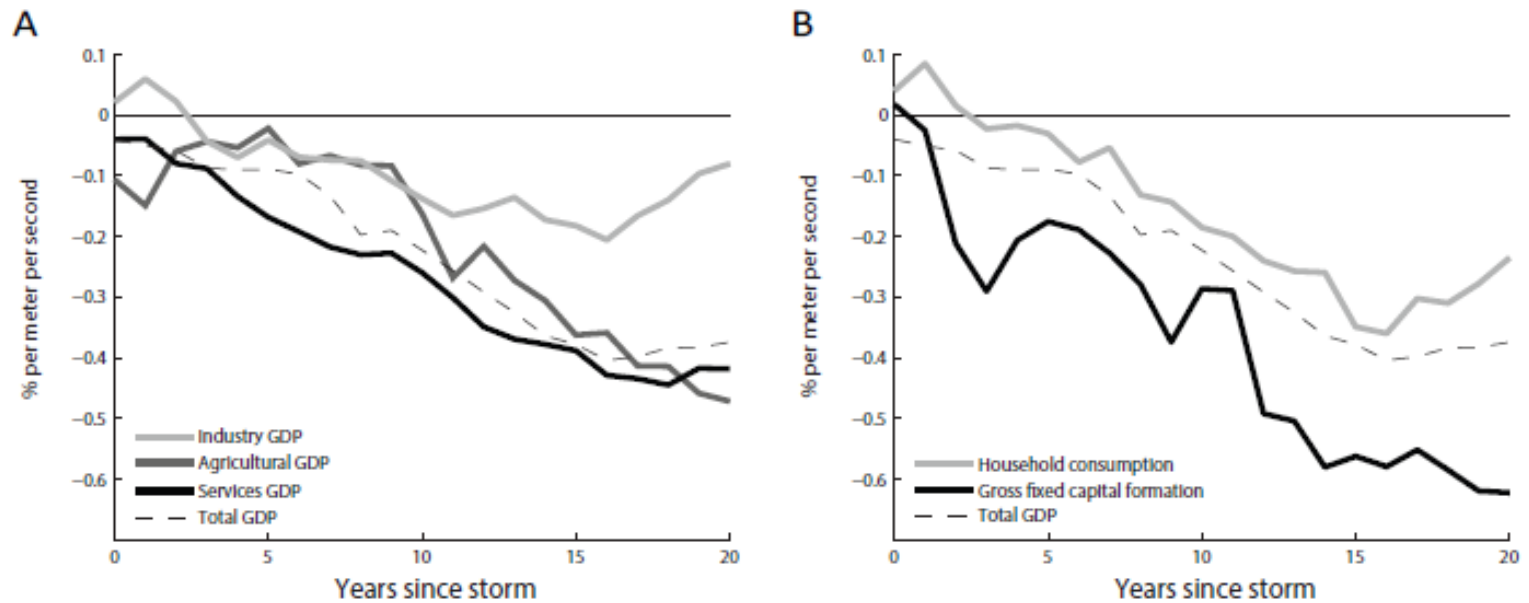 A
0.1
0
−0.1
−0.2
−0.3
−0.4
−0.5
−0.6
% per meter per second
Industry GDP
Agricultural GDP
Services GDP
Total GDP
0 5 10 15 20
Years since storm
B
0.1
0
−0.1
−0.2
−0.3
−0.4
−0.5
−0.6
% per meter per second
Household consumption
Gross fixed capital formation
Total GDP
0 5 10 15 20
Years since storm